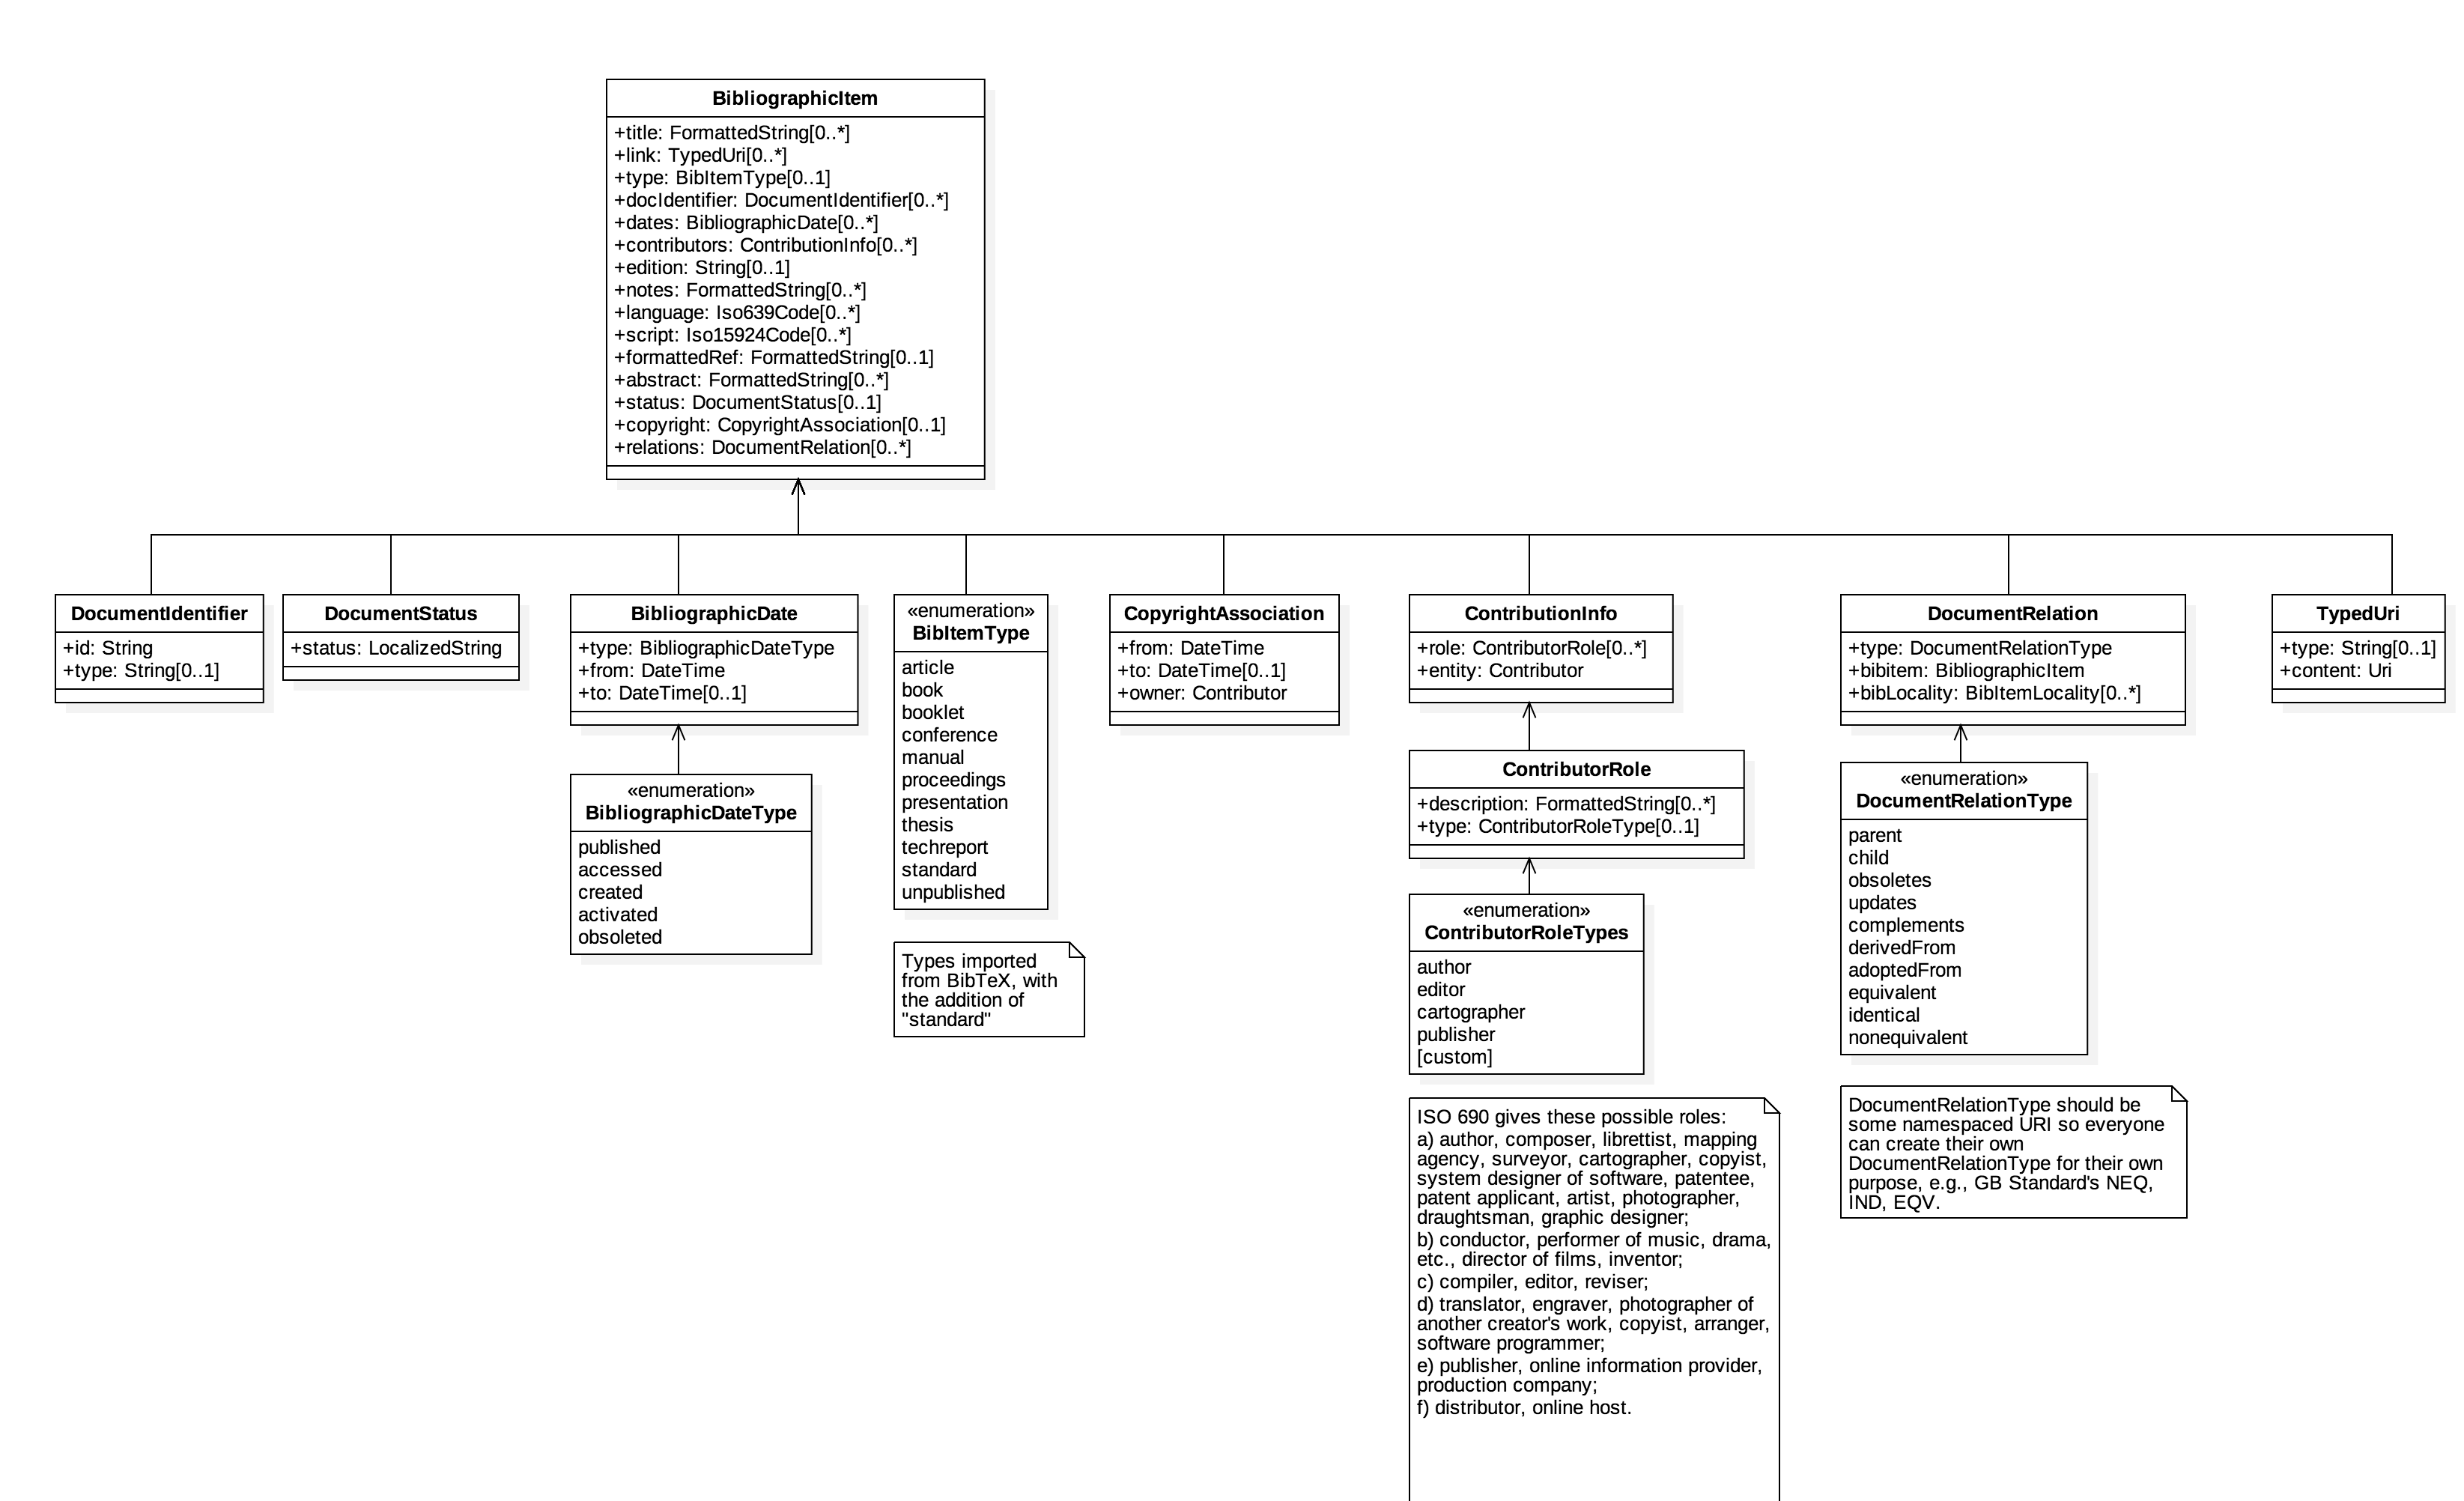 BibliographicItem
+title: FormattedString[0..*]
+link: TypedUri[0..*]
+type: BibItemType[0..1]
+docIdentifier: DocumentIdentifier[0..*]
+dates: BibliographicDate[0..*]
+contributors: ContributionInfo[0..*]
+edition: String[0..1]
+notes: FormattedString[0..*]
+language: Iso639Code[0..*]
+script: Iso15924Code[0..*]
+formattedRef: FormattedString[0..1]
+abstract: FormattedString[0..*]
+status: DocumentStatus[0..1]
+copyright: CopyrightAssociation[0..1]
+relations: DocumentRelation[0..*]
DocumentIdentifier
+id: String
+type: String[0..1]
DocumentStatus
+status: LocalizedString
BibliographicDate
+type: BibliographicDateType
+from: DateTime
+to: DateTime[0..1]
«enumeration»
BibliographicDateType
published
accessed
created
activated
obsoleted
«enumeration»
BibItemType
article
book
booklet
conference
manual
proceedings
presentation
thesis
techreport
standard
unpublished
Types imported
from BibTeX, with
the addition of
"standard"
CopyrightAssociation
+from: DateTime
+to: DateTime[0..1]
+owner: Contributor
ContributionInfo
+role: ContributorRole[0..*]
+entity: Contributor
ContributorRole
+description: FormattedString[0..*]
+type: ContributorRoleType[0..1]
«enumeration»
ContributorRoleTypes
author
editor
cartographer
publisher
[custom]
ISO 690 gives these possible roles:
a) author, composer, librettist, mapping
agency, surveyor, cartographer, copyist,
system designer of software, patentee,
patent applicant, artist, photographer,
draughtsman, graphic designer;
b) conductor, performer of music, drama,
etc., director of films, inventor;
c) compiler, editor, reviser;
d) translator, engraver, photographer of
another creator's work, copyist, arranger,
software programmer;
e) publisher, online information provider,
production company;
f) distributor, online host.
DocumentRelation
+type: DocumentRelationType
+bibitem: BibliographicItem
+bibLocality: BibItemLocality[0..*]
«enumeration»
DocumentRelationType
parent
child
obsoletes
updates
complements
derivedFrom
adoptedFrom
equivalent
identical
nonequivalent
DocumentRelationType should be
some namespaced URI so everyone
can create their own
DocumentRelationType for their own
purpose, e.g., GB Standard's NEQ,
IND, EQV.
TypedUri
+type: String[0..1]
+content: Uri